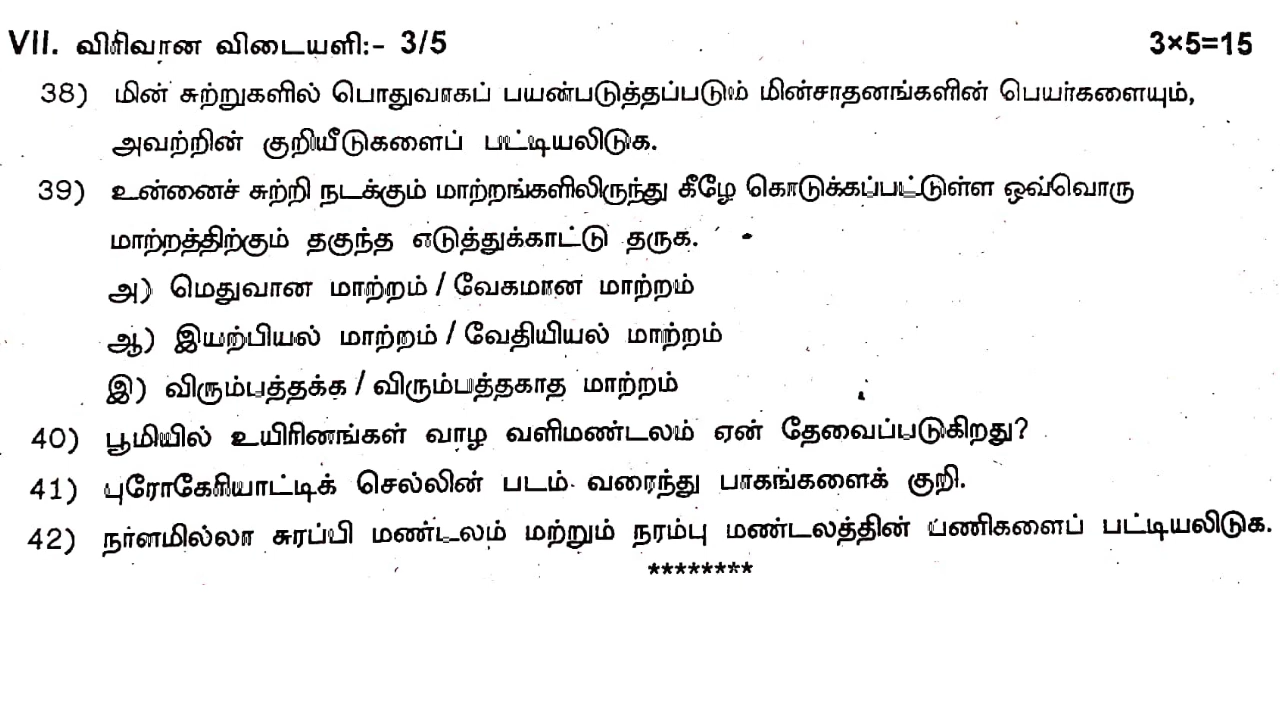 VII. விரிவான விடையளி:- 3/5 3×5=15
38) மின் சுற்றுகளில் பொதுவாகப் பயன்படுத்தப்படும் மின்சாதனங்களின் பெயர்களையும்,
அவற்றின் குறியீடுகளைப் பட்டியலிடுக.
39) உன்னைச் சுற்றி நடக்கும் மாற்றங்களிலிருந்து கீழே கொடுக்கப்பட்டுள்ள ஒவ்வொரு
மாற்றத்திற்கும் தகுந்த எடுத்துக்காட்டு தருக.
அ) மெதுவான மாற்றம் / வேகமான மாற்றம்
ஆ) இயற்பியல் மாற்றம் / வேதியியல் மாற்றம்
இ) விரும்பத்தக்க / விரும்பத்தகாத மாற்றம்
40) பூமியில் உயிரினங்கள் வாழ வளிமண்டலம் ஏன் தேவைப்படுகிறது?
41) புரோகேரியாட்டிக் செல்லின் படம் வரைந்து பாகங்களைக் குறி.
42) நாளமில்லா சுரப்பி மண்டலம் மற்றும் நரம்பு மண்டலத்தின் பணிகளைப் பட்டியலிடுக.
********